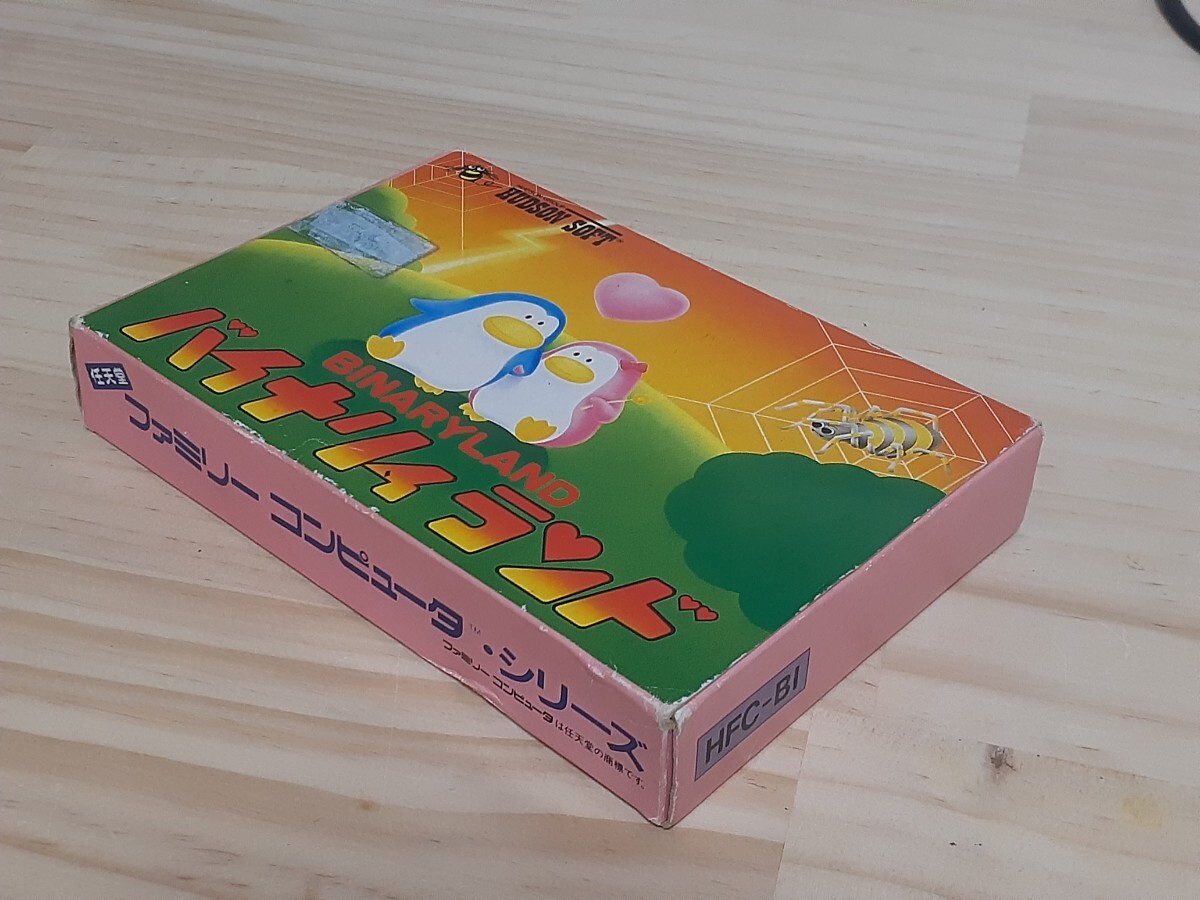 HUDSON SOFT®
BINARYLAND
バイナリィ ランド
任天堂
ファミリー コンピュータ™・シリーズ
ファミリー コンピュータは任天堂の商標です。
HFC-BI